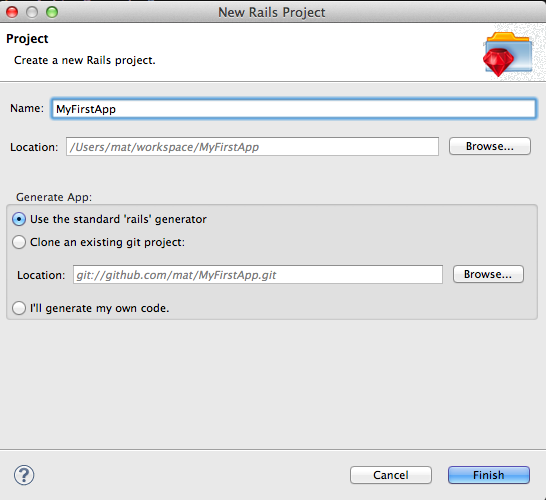 New Rails Project
Project
Create a new Rails project.
Name: MyFirstApp
Location: /Users/mat/workspace/MyFirstApp Browse...
Generate App:
Use the standard 'rails' generator
Clone an existing git project:
Location: git://github.com/mat/MyFirstApp.git Browse...
I'll generate my own code.
? Cancel Finish